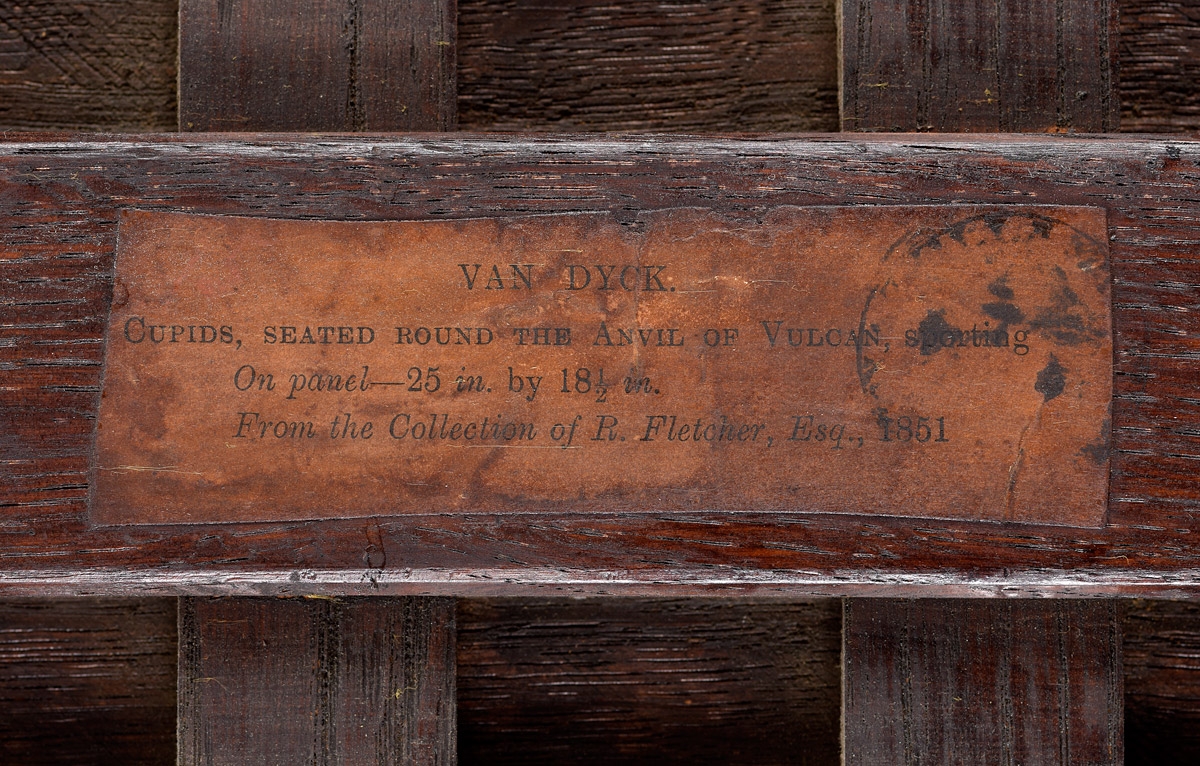 VAN DYCK.
CUPIDS, SEATED ROUND THE ANVIL OF VULCAN, sporting
On panel—25 in. by 18½ in.
From the Collection of R. Fletcher, Esq., 1851